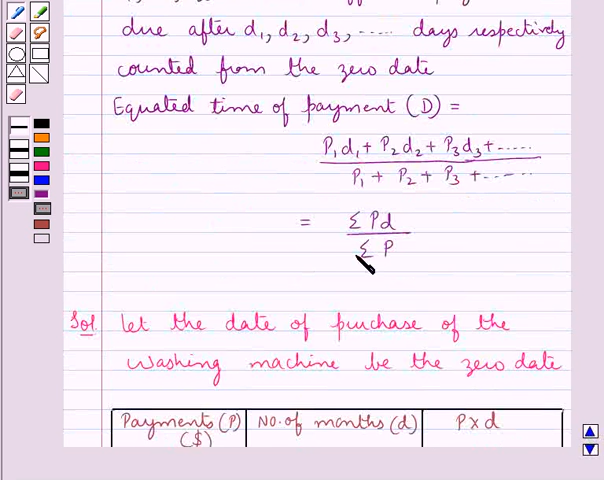 due after d₁, d₂, d₃, ..... days respectively
counted from the zero date
Equated time of payment (D) =
P₁d₁ + P₂d₂ + P₃d₃ + ......
P₁ + P₂ + P₃ + ......
= Σ Pd
Σ P
Sol. Let the date of purchase of the
washing machine be the zero date
Payments (P) No. of months (d) P x d
($)